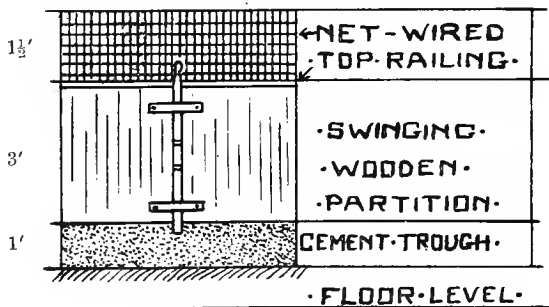 1½′
NET-WIRED
·TOP·RAILING·
3′
·SWINGING·
·WOODEN·
·PARTITION·
1′
CEMENT·TROUGH·
·FLOOR·LEVEL·